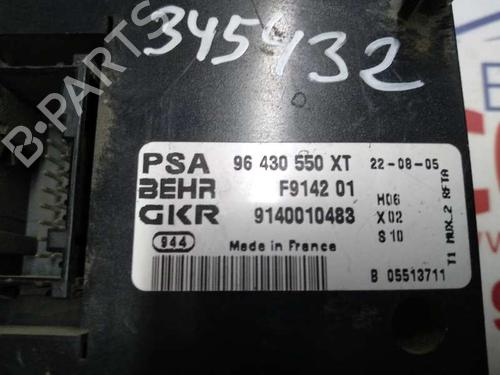 345432
PSA 96 430 550 XT 22-08-05
BEHR F9142 01 H06
GKR 9140010483 X02
944 Made in France S10
B 05513711
T1 MUX_2 RFTA
B-PARTS